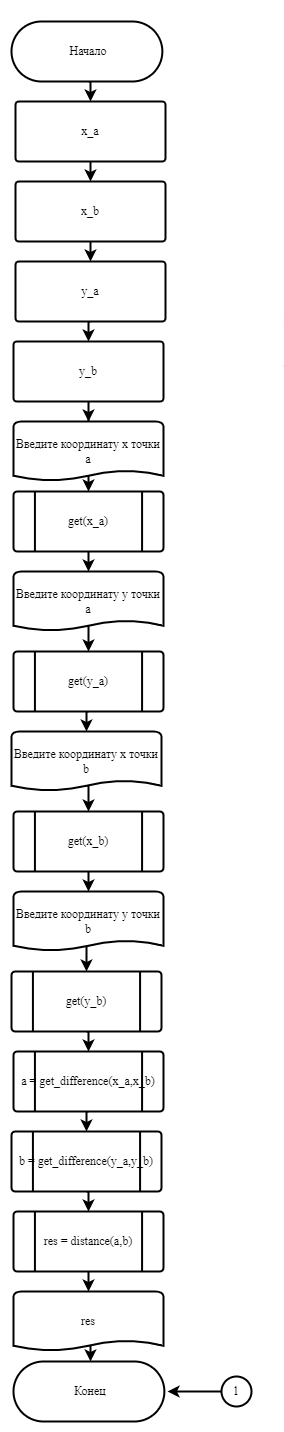 Начало
x_a
x_b
y_a
y_b
Введите координату x точки
a
get(x_a)
Введите координату y точки
a
get(y_a)
Введите координату x точки
b
get(x_b)
Введите координату y точки
b
get(y_b)
a = get_difference(x_a,x_b)
b = get_difference(y_a,y_b)
res = distance(a,b)
res
Конец
1